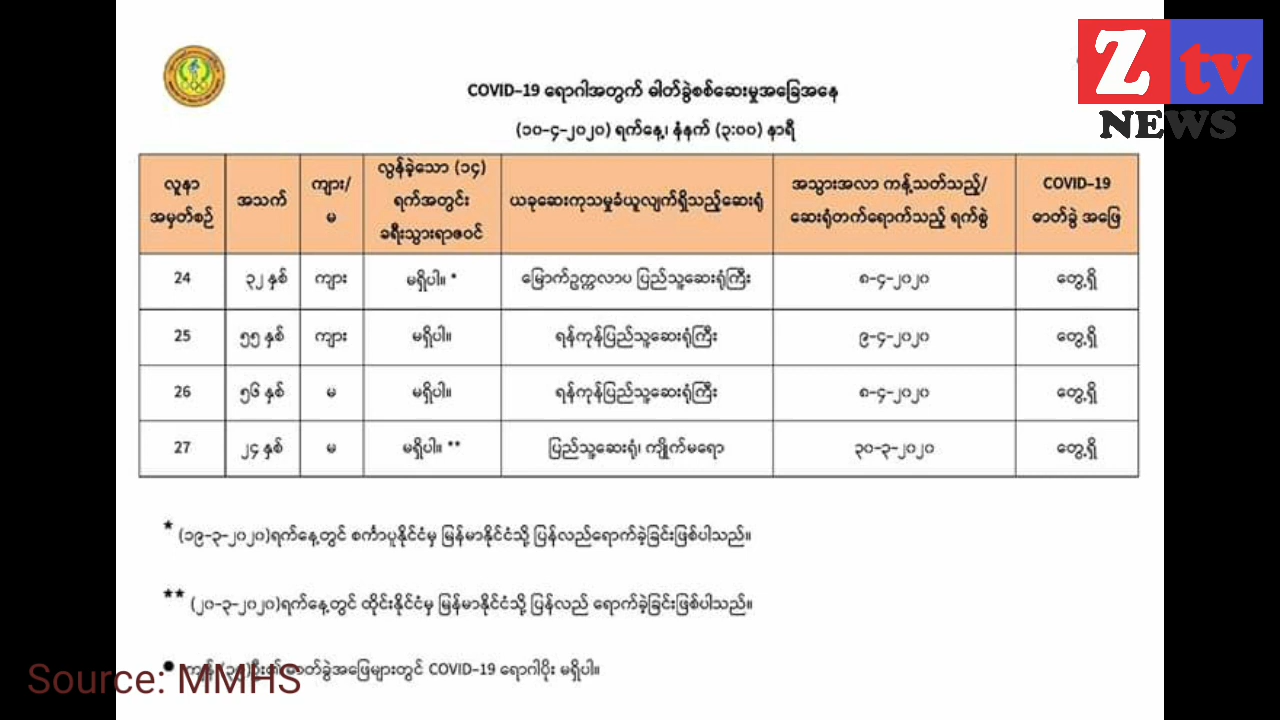 Z tv
NEWS
COVID-19 ရောဂါအတွက် ဓါတ်ခွဲစစ်ဆေးမှုအခြေအနေ
(၁၀-၄-၂၀၂၀) ရက်နေ့၊ နံနက် (၃:၀၀) နာရီ
လူနာ အမှတ်စဉ် အသက် ကျား/ မ လွန်ခဲ့သော (၁၄) ရက်အတွင်း ခရီးသွားရာဇဝင် ယခုဆေးကုသမှုခံယူလျက်ရှိသည့်ဆေးရုံ အသွားအလာ ကန့်သတ်သည့်/ ဆေးရုံတက်ရောက်သည့် ရက်စွဲ COVID-19 ဓာတ်ခွဲ အဖြေ
24 ၃၂ နှစ် ကျား မရှိပါ။ * မြောက်ဥက္ကလာပ ပြည်သူ့ဆေးရုံကြီး ၈-၄-၂၀၂၀ တွေ့ရှိ
25 ၅၅ နှစ် ကျား မရှိပါ။ ရန်ကုန်ပြည်သူ့ဆေးရုံကြီး ၉-၄-၂၀၂၀ တွေ့ရှိ
26 ၅၆ နှစ် မ မရှိပါ။ ရန်ကုန်ပြည်သူ့ဆေးရုံကြီး ၈-၄-၂၀၂၀ တွေ့ရှိ
27 ၂၄ နှစ် မ မရှိပါ။ ** ပြည်သူ့ဆေးရုံ၊ ကျိုက်မရော ၃၀-၃-၂၀၂၀ တွေ့ရှိ
* (၁၉-၃-၂၀၂၀)ရက်နေ့တွင် စင်္ကာပူနိုင်ငံမှ မြန်မာနိုင်ငံသို့ ပြန်လည်ရောက်ခဲ့ခြင်းဖြစ်ပါသည်။
** (၂၀-၃-၂၀၂၀)ရက်နေ့တွင် ထိုင်းနိုင်ငံမှ မြန်မာနိုင်ငံသို့ ပြန်လည် ရောက်ခဲ့ခြင်းဖြစ်ပါသည်။
● ဓာတ်ခွဲအဖြေများတွင် COVID-19 ရောဂါပိုး မရှိပါ။
Source: MMHS